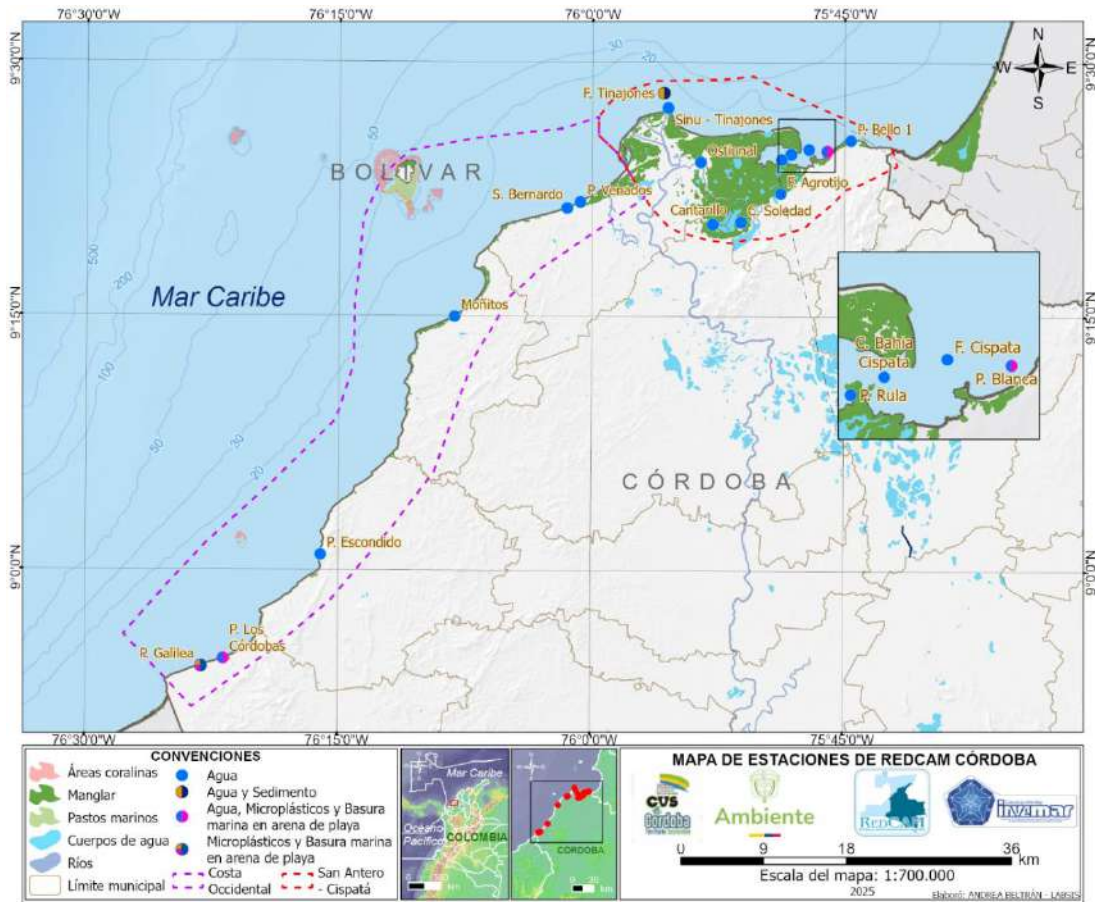 76°30'0"W 76°15'0"W 76°0'0"W 75°45'0"W
9°30'0"N
9°30'0"N
N
W E
S
30
20
50
F. Tinajones
Sinu - Tinajones
P. Bello 1
BOLIVAR
Ostional
S. Bernardo
P. Venados
E. Agrotijo
Cantarillo
C. Soledad
500
200
100
Mar Caribe
9°15'0"N
9°15'0"N
Moñitos
C. Bahía
Cispata
F. Cispata
P. Blanca
P. Rula
50
30
20
CÓRDOBA
P. Escondido
9°0'0"N
9°0'0"N
P. Los
Córdobas
P. Galilea
76°30'0"W 76°15'0"W 76°0'0"W 75°45'0"W
CONVENCIONES
Áreas coralinas
Manglar
Pastos marinos
Cuerpos de agua
Ríos
Límite municipal
Agua
Agua y Sedimento
Agua, Microplásticos y Basura
marina en arena de playa
Microplásticos y Basura marina
en arena de playa
Costa
Occidental
San Antero
- Cispatá
Mar Caribe
Océano
Pacífico
COLOMBIA
km
CORDOBA
km
MAPA DE ESTACIONES DE REDCAM CÓRDOBA
CVS
córdoba
Ambiente
REDCAM
invemar
0 9 18 36
km
Escala del mapa: 1:700.000
2025
Elaboró: ANDREA BELTRÁN - LABSIS